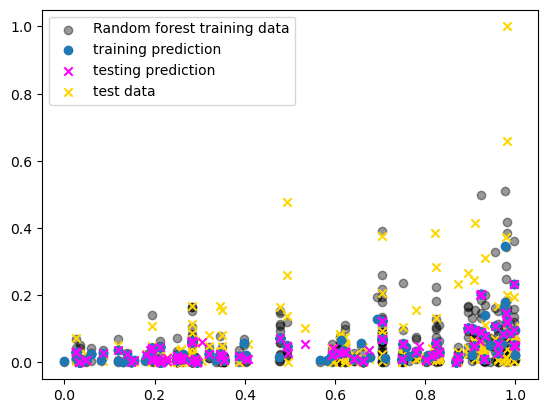 1.0
0.8
0.6
0.4
0.2
0.0
Random forest training data
training prediction
testing prediction
test data
0.0 0.2 0.4 0.6 0.8 1.0